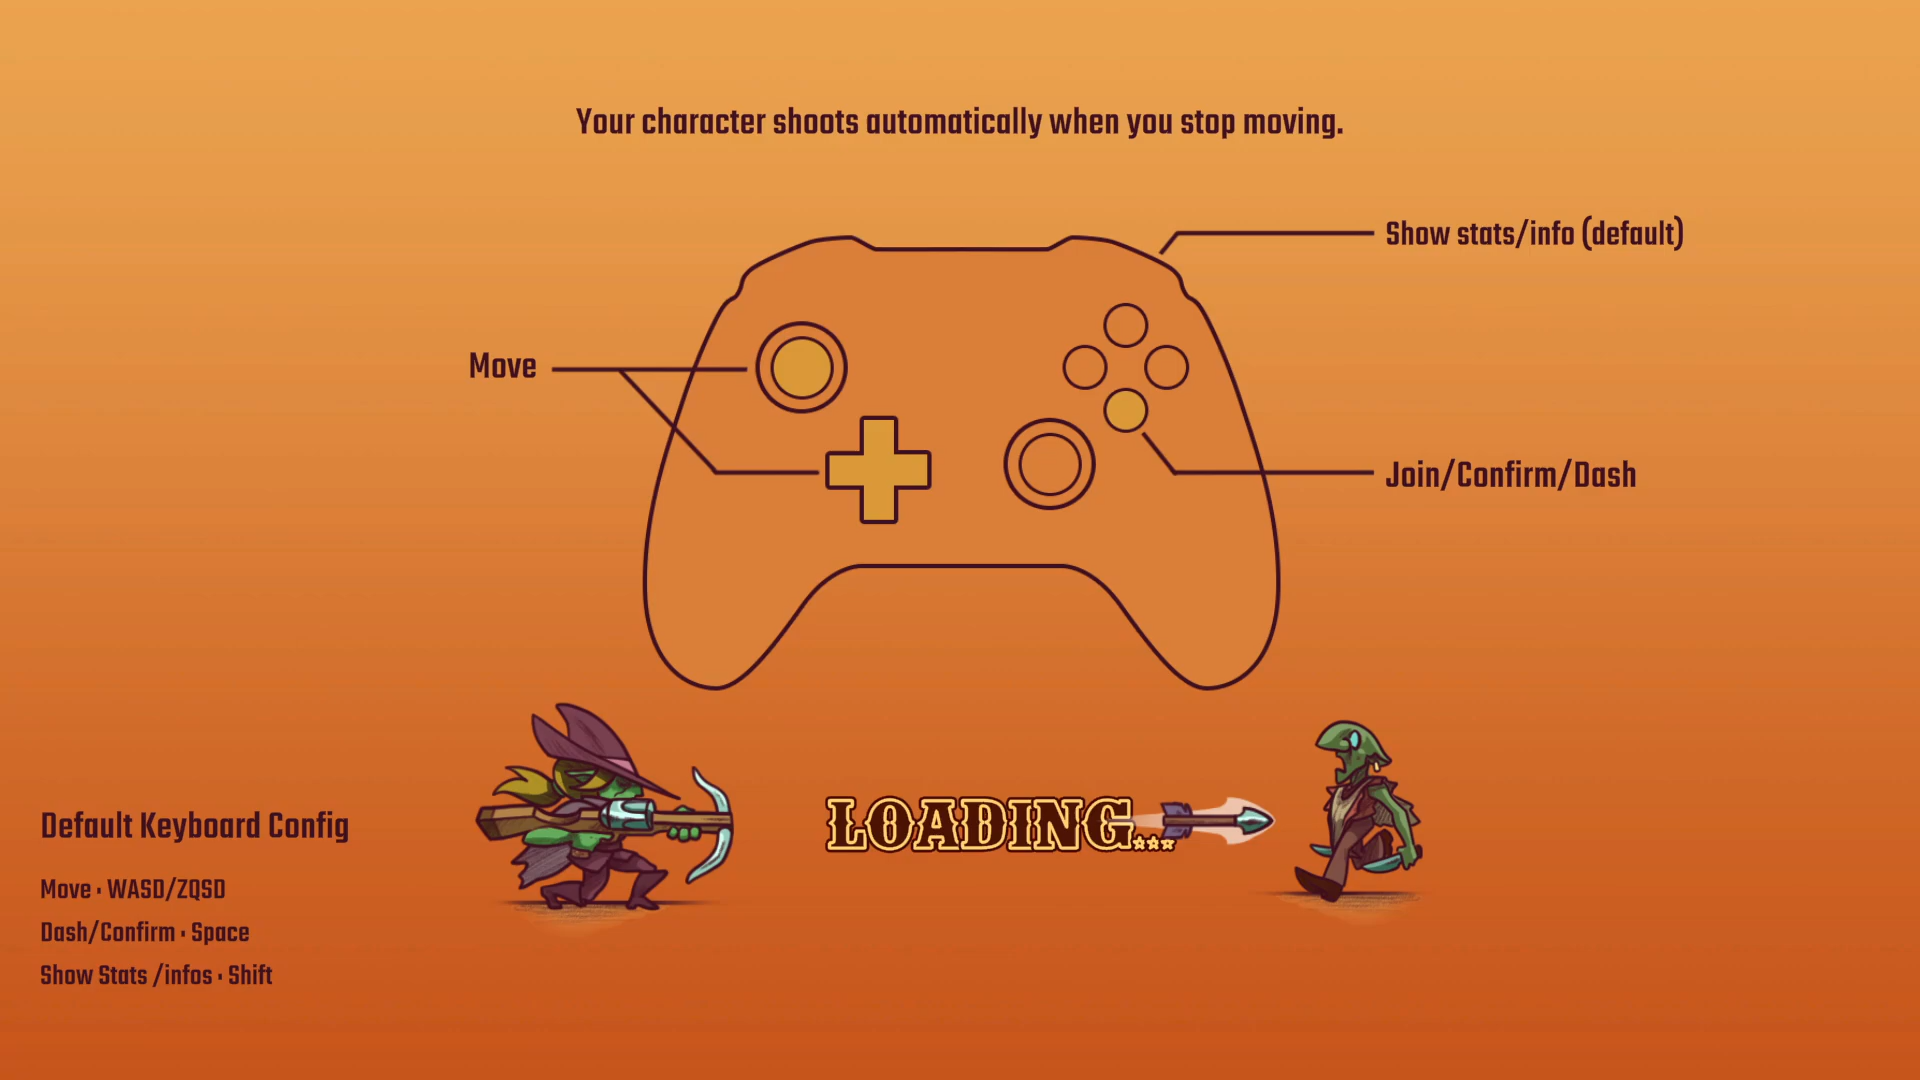 Your character shoots automatically when you stop moving.
Show stats/info (default)
Move
Join/Confirm/Dash
LOADING...
Default Keyboard Config
Move · WASD/ZQSD
Dash/Confirm · Space
Show Stats /infos · Shift